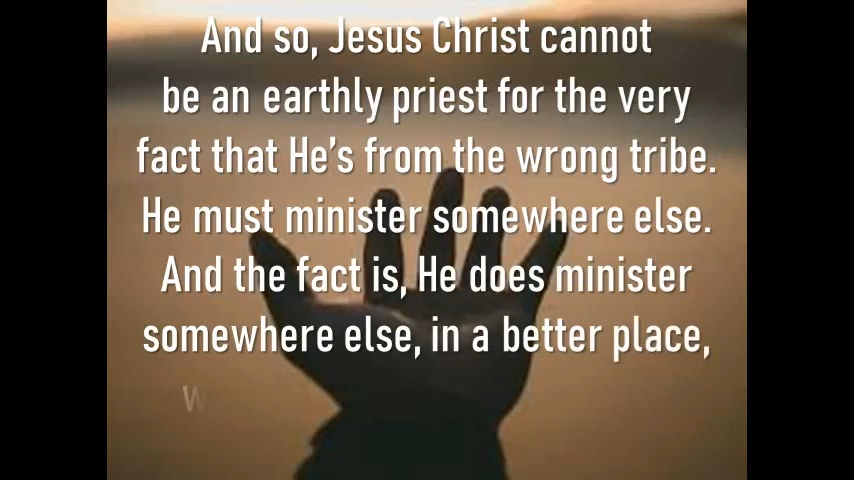 And so, Jesus Christ cannot
be an earthly priest for the very
fact that He’s from the wrong tribe.
He must minister somewhere else.
And the fact is, He does minister
somewhere else, in a better place,
W